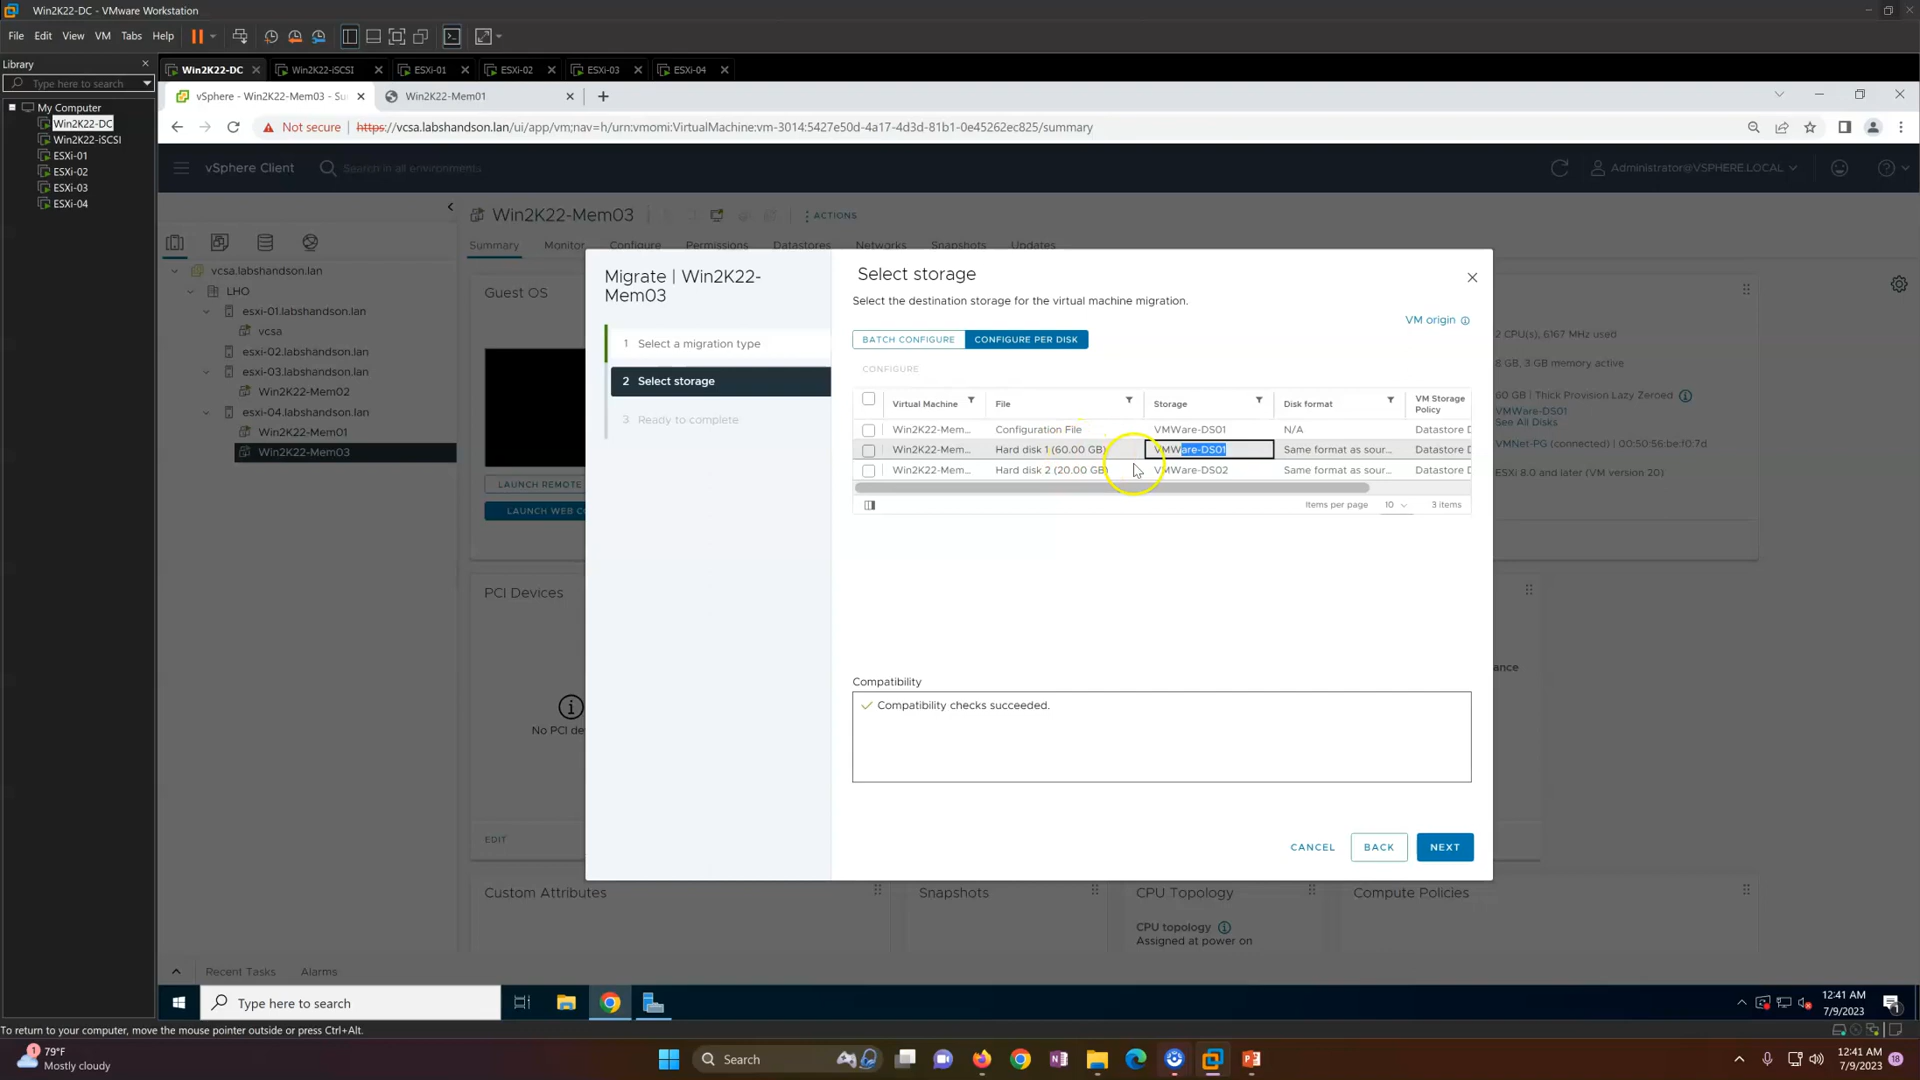 Win2K22-DC - VMware Workstation
File Edit View VM Tabs Help
Library
Type here to search
My Computer
Win2K22-DC
Win2K22-iSCSI
ESXi-01
ESXi-02
ESXi-03
ESXi-04
Win2K22-DC Win2K22-iSCSI ESXi-01 ESXi-02 ESXi-03 ESXi-04
vSphere - Win2K22-Mem03 - Su Win2K22-Mem01
Not secure https://vcsa.labshandson.lan/ui/app/vm;nav=h/urn:vmomi:VirtualMachine:vm-3014:5427e50d-4a17-4d3d-81b1-0e45262ec825/summary
vSphere Client Search in all environments Administrator@VSPHERE.LOCAL
vcsa.labshandson.lan
LHO
esxi-01.labshandson.lan
vcsa
esxi-02.labshandson.lan
esxi-03.labshandson.lan
Win2K22-Mem02
esxi-04.labshandson.lan
Win2K22-Mem01
Win2K22-Mem03
Win2K22-Mem03 ACTIONS
Summary Monitor Configure Permissions Datastores Networks Snapshots Updates
Guest OS
LAUNCH REMOTE
LAUNCH WEB CO
2 CPU(s), 6167 MHz used
8 GB, 3 GB memory active
60 GB | Thick Provision Lazy Zeroed
VMWare-DS01
See All Disks
VMNet-PG (connected) | 00:50:56:be:f0:7d
ESXi 8.0 and later (VM version 20)
PCI Devices
No PCI de
EDIT
Migrate | Win2K22-
Mem03
1 Select a migration type
2 Select storage
3 Ready to complete
Select storage
Select the destination storage for the virtual machine migration.
VM origin
BATCH CONFIGURE CONFIGURE PER DISK
CONFIGURE
Virtual Machine File Storage Disk format VM Storage Policy
Win2K22-Mem... Configuration File VMWare-DS01 N/A Datastore D
Win2K22-Mem... Hard disk 1 (60.00 GB) VMWare-DS01 Same format as sour... Datastore D
Win2K22-Mem... Hard disk 2 (20.00 GB) VMWare-DS02 Same format as sour... Datastore D
Items per page 10 3 items
Compatibility
Compatibility checks succeeded.
CANCEL BACK NEXT
Custom Attributes Snapshots CPU Topology Compute Policies
CPU topology
Assigned at power on
Recent Tasks Alarms
Type here to search
12:41 AM
7/9/2023
1
To return to your computer, move the mouse pointer outside or press Ctrl+Alt.
1
79°F
Mostly cloudy
Search
12:41 AM
7/9/2023
18